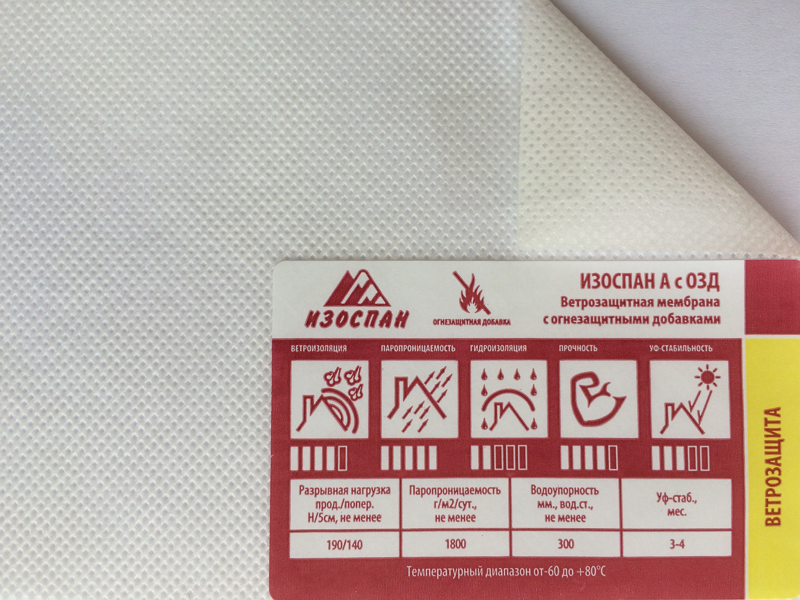 ИЗОСПАН
ОГНЕЗАЩИТНАЯ ДОБАВКА
ИЗОСПАН А с ОЗД
Ветрозащитная мембрана
с огнезащитными добавками
ВЕТРОИЗОЛЯЦИЯ
ПАРОПРОНИЦАЕМОСТЬ
ГИДРОИЗОЛЯЦИЯ
ПРОЧНОСТЬ
УФ-СТАБИЛЬНОСТЬ
Разрывная нагрузка
прод./попер.
Н/5см, не менее
Паропроницаемость
г/м2/сут.,
не менее
Водоупорность
мм., вод.ст.,
не менее
Уф-стаб.,
мес.
190/140
1800
300
3-4
Температурный диапазон от-60 до +80°С
ВЕТРОЗАЩИТА